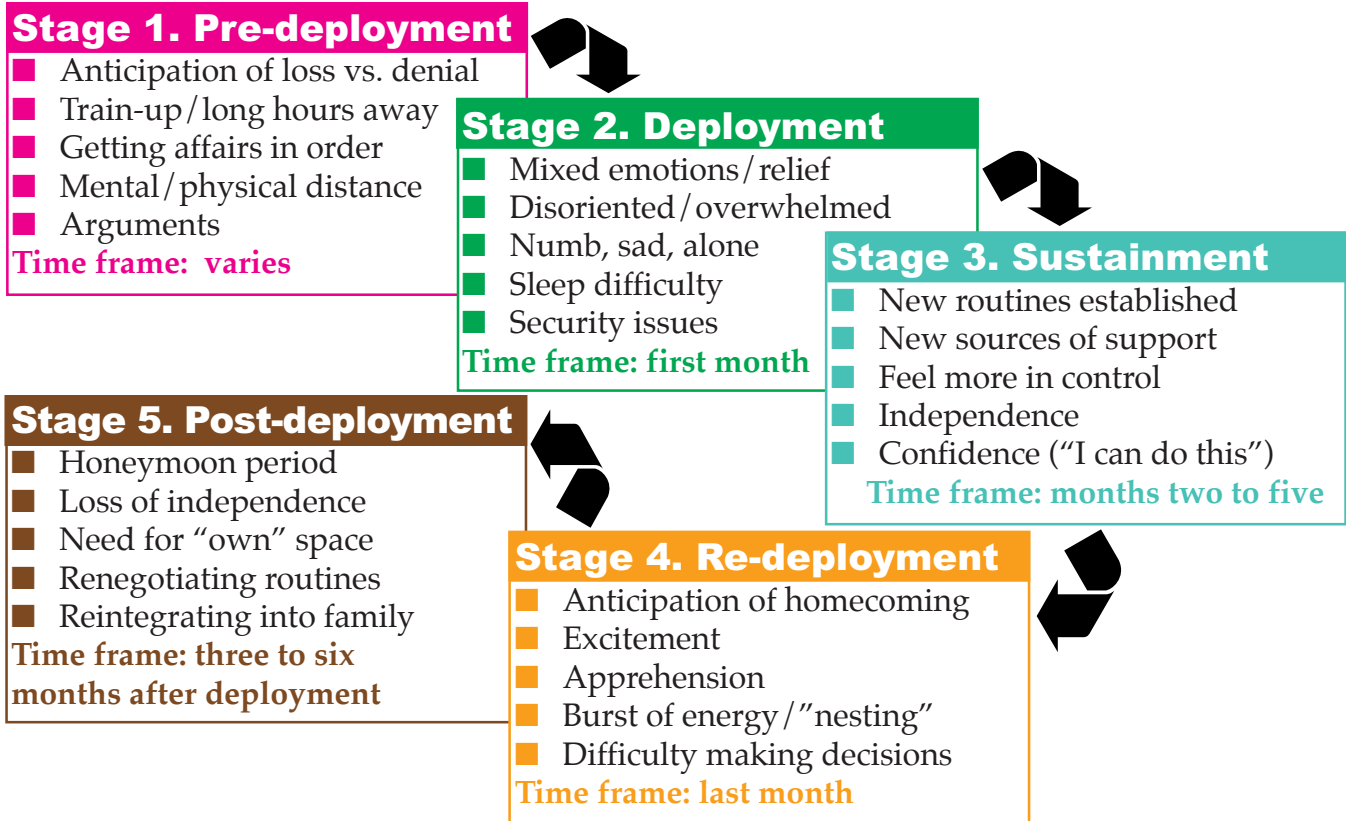 Stage 1. Pre-deployment
■ Anticipation of loss vs. denial
■ Train-up/long hours away
■ Getting affairs in order
■ Mental/physical distance
■ Arguments
Time frame:  varies
Stage 2. Deployment
■ Mixed emotions/relief
■ Disoriented/overwhelmed
■ Numb, sad, alone
■ Sleep difficulty
■ Security issues
Time frame: first month
Stage 3. Sustainment
■ New routines established
■ New sources of support
■ Feel more in control
■ Independence
■ Confidence (“I can do this”)
Time frame: months two to five
Stage 4. Re-deployment
■ Anticipation of homecoming
■ Excitement
■ Apprehension
■ Burst of energy/”nesting”
■ Difficulty making decisions
Time frame: last month
Stage 5. Post-deployment
■ Honeymoon period
■ Loss of independence
■ Need for “own” space
■ Renegotiating routines
■ Reintegrating into family
Time frame: three to six
months after deployment